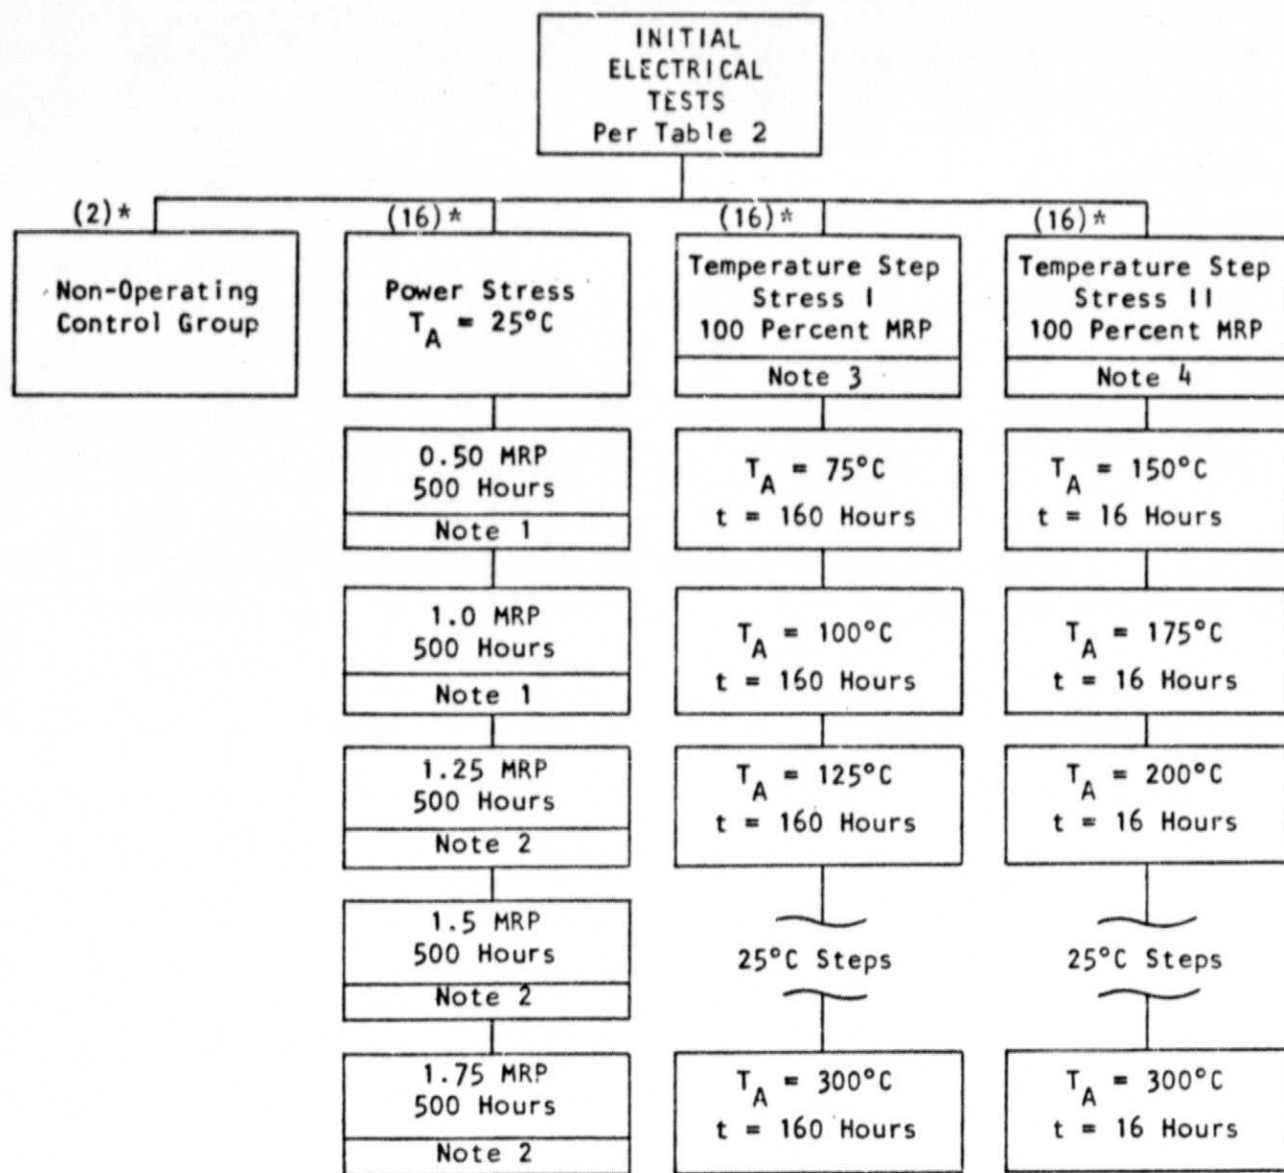 INITIAL
ELECTRICAL
TESTS
Per Table 2
(2)*
Non-Operating
Control Group
(16)*
Power Stress
T_A = 25°C
0.50 MRP
500 Hours
Note 1
1.0 MRP
500 Hours
Note 1
1.25 MRP
500 Hours
Note 2
1.5 MRP
500 Hours
Note 2
1.75 MRP
500 Hours
Note 2
(16)*
Temperature Step
Stress I
100 Percent MRP
Note 3
T_A = 75°C
t = 160 Hours
T_A = 100°C
t = 160 Hours
T_A = 125°C
t = 160 Hours
25°C Steps
T_A = 300°C
t = 160 Hours
(16)*
Temperature Step
Stress II
100 Percent MRP
Note 4
T_A = 150°C
t = 16 Hours
T_A = 175°C
t = 16 Hours
T_A = 200°C
t = 16 Hours
25°C Steps
T_A = 300°C
t = 16 Hours